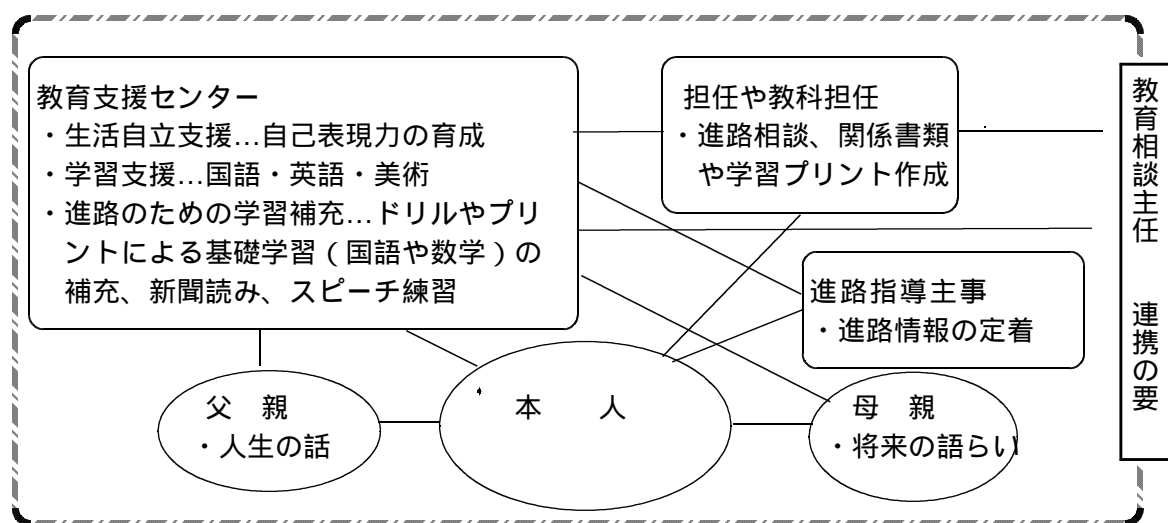 教育支援センター
・生活自立支援…自己表現力の育成
・学習支援…国語・英語・美術
・進路のための学習補充…ドリルやプリ
ントによる基礎学習(国語や数学)の
補充、新聞読み、スピーチ練習
担任や教科担任
・進路相談、関係書類
や学習プリント作成
進路指導主事
・進路情報の定着
父 親
・人生の話
本 人
母 親
・将来の語らい
教育相談主任 連携の要